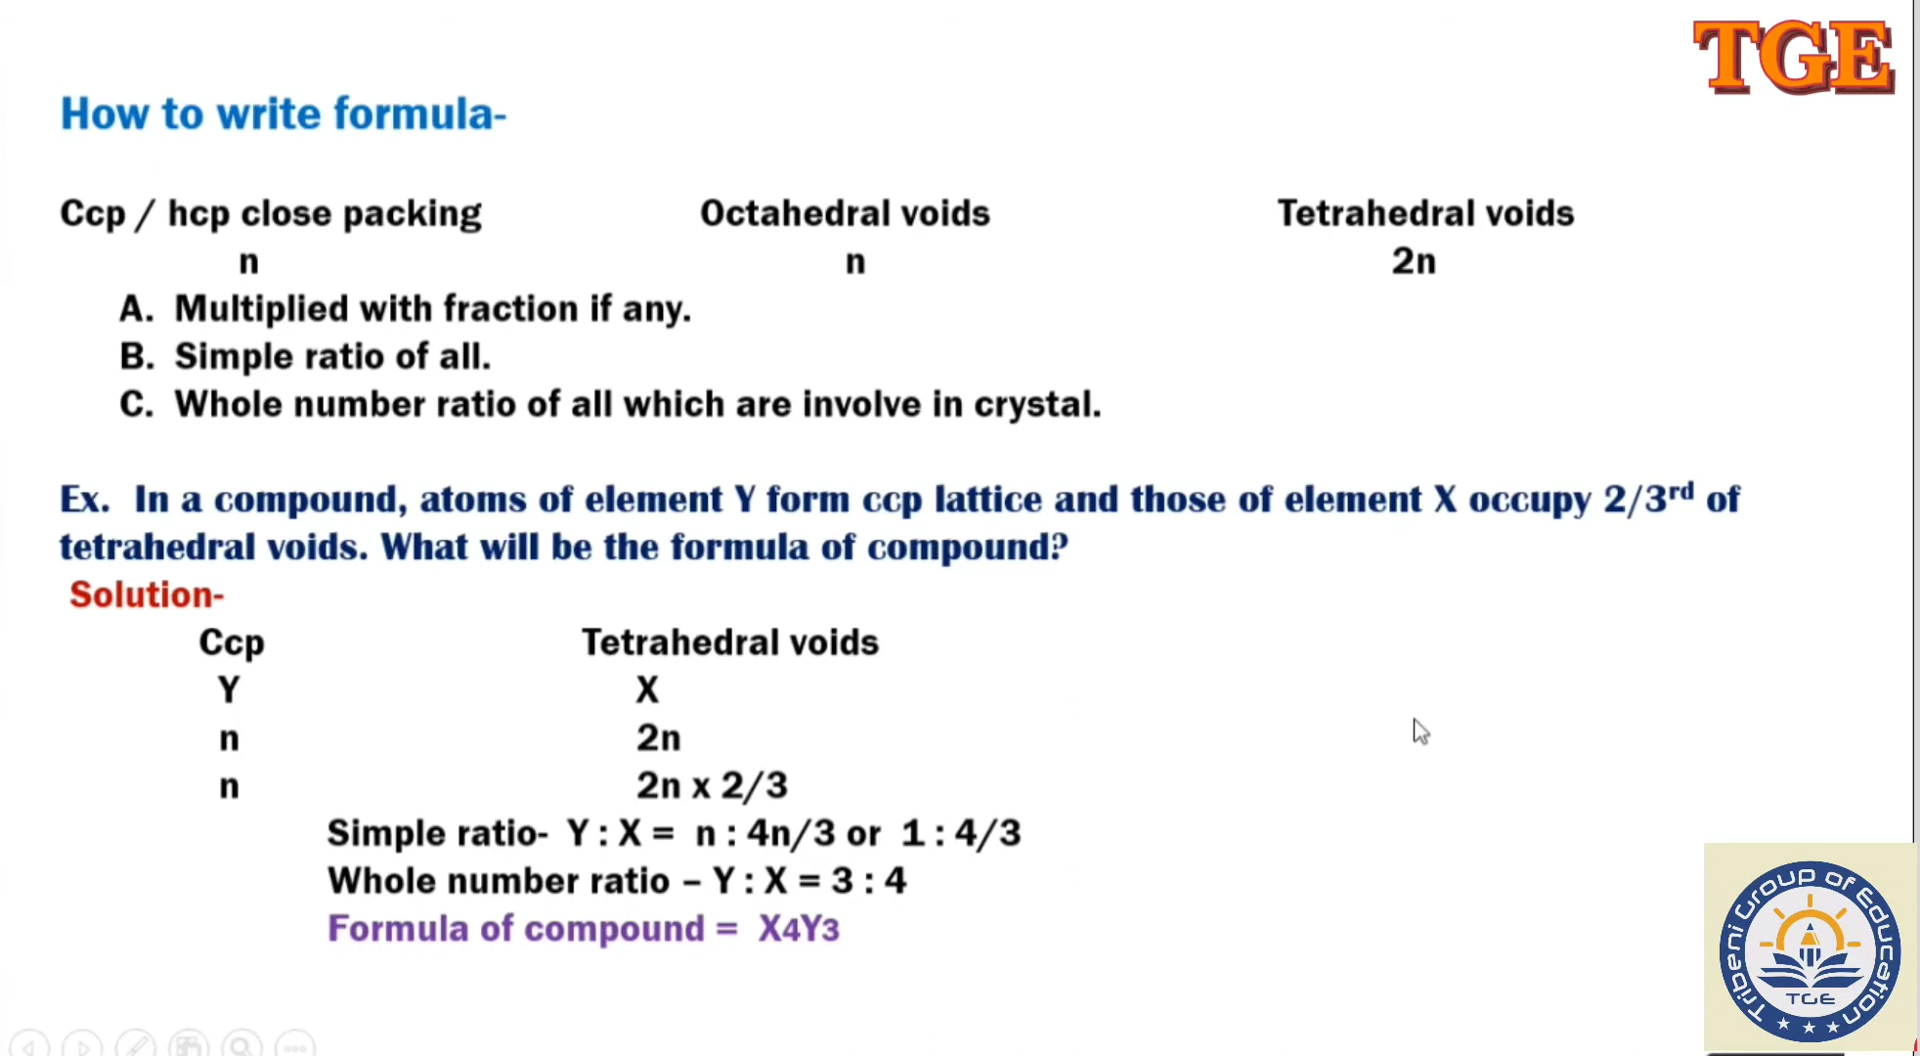 TGE
How to write formula-
Ccp / hcp close packing Octahedral voids Tetrahedral voids
n n 2n
A. Multiplied with fraction if any.
B. Simple ratio of all.
C. Whole number ratio of all which are involve in crystal.
Ex. In a compound, atoms of element Y form ccp lattice and those of element X occupy 2/3rd of
tetrahedral voids. What will be the formula of compound?
Solution-
Ccp Tetrahedral voids
Y X
n 2n
n 2n x 2/3
Simple ratio- Y : X = n : 4n/3 or 1 : 4/3
Whole number ratio – Y : X = 3 : 4
Formula of compound = X4Y3
Tribeni Group of Education
TGE